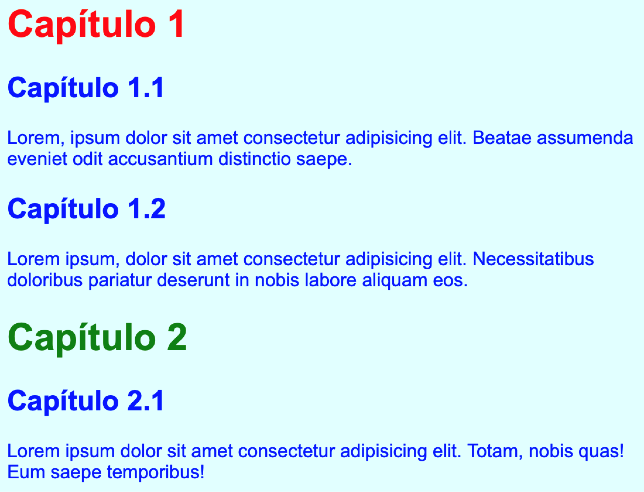 Capítulo 1
Capítulo 1.1
Lorem, ipsum dolor sit amet consectetur adipisicing elit. Beatae assumenda
eveniet odit accusantium distinctio saepe.
Capítulo 1.2
Lorem ipsum, dolor sit amet consectetur adipisicing elit. Necessitatibus
doloribus pariatur deserunt in nobis labore aliquam eos.
Capítulo 2
Capítulo 2.1
Lorem ipsum dolor sit amet consectetur adipisicing elit. Totam, nobis quas!
Eum saepe temporibus!